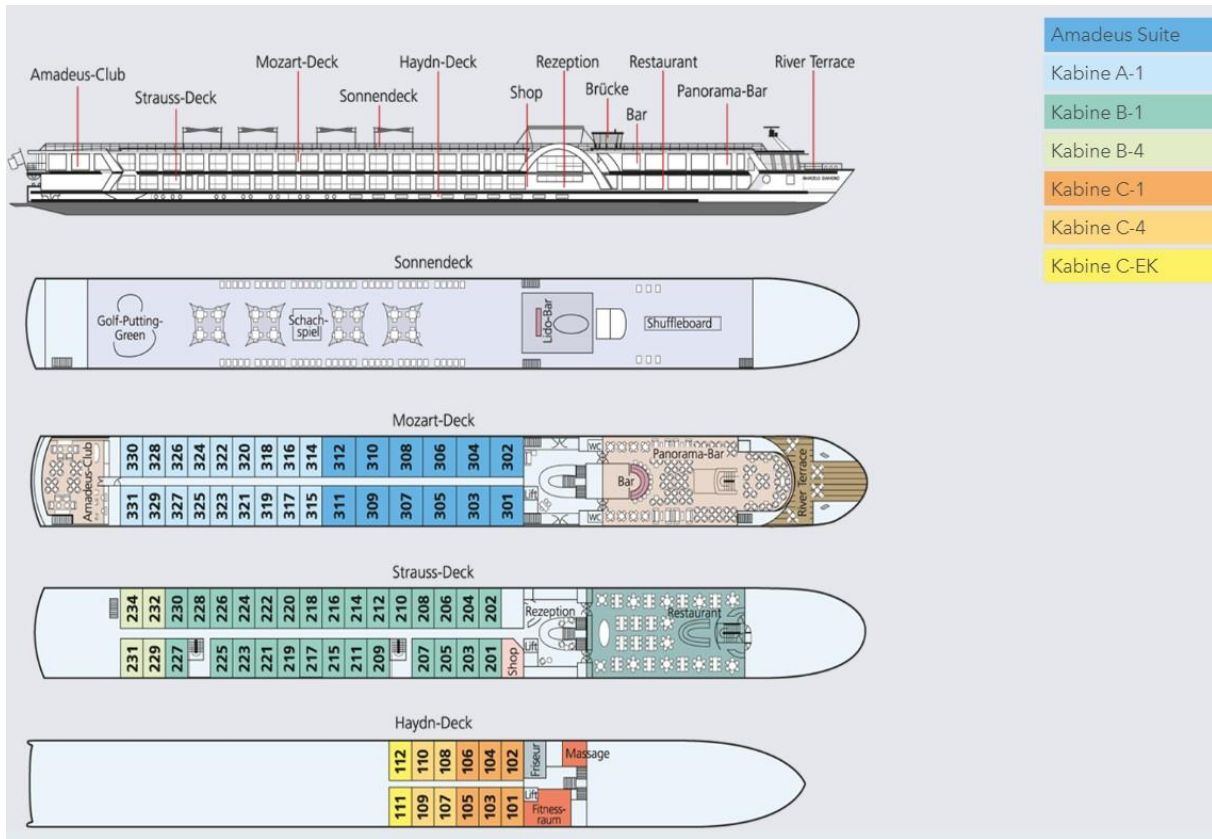 Amadeus Suite
Kabine A-1
Kabine B-1
Kabine B-4
Kabine C-1
Kabine C-4
Kabine C-EK
Amadeus-Club
Strauss-Deck
Mozart-Deck
Sonnendeck
Haydn-Deck
Shop
Rezeption
Brücke
Restaurant
Bar
Panorama-Bar
River Terrace
Sonnendeck
Golf-Putting-
Green
Schach-
spiel
Lido-Bar
Shuffleboard
Mozart-Deck
Amadeus-Club
330 328 326 324 322 320 318 316 314 312 310 308 306 304 302
331 329 327 325 323 321 319 317 315 311 309 307 305 303 301
WC
Lift
WC
Bar
Panorama-Bar
River Terrace
Strauss-Deck
234 232 230 228 226 224 222 220 218 216 214 212 210 208 206 204 202
231 229 227 225 223 221 219 217 215 211 209 207 205 203 201
Shop
Rezeption
Lift
Restaurant
Haydn-Deck
112 110 108 106 104 102
111 109 107 105 103 101
Friseur
Massage
Lift
Fitness-
raum